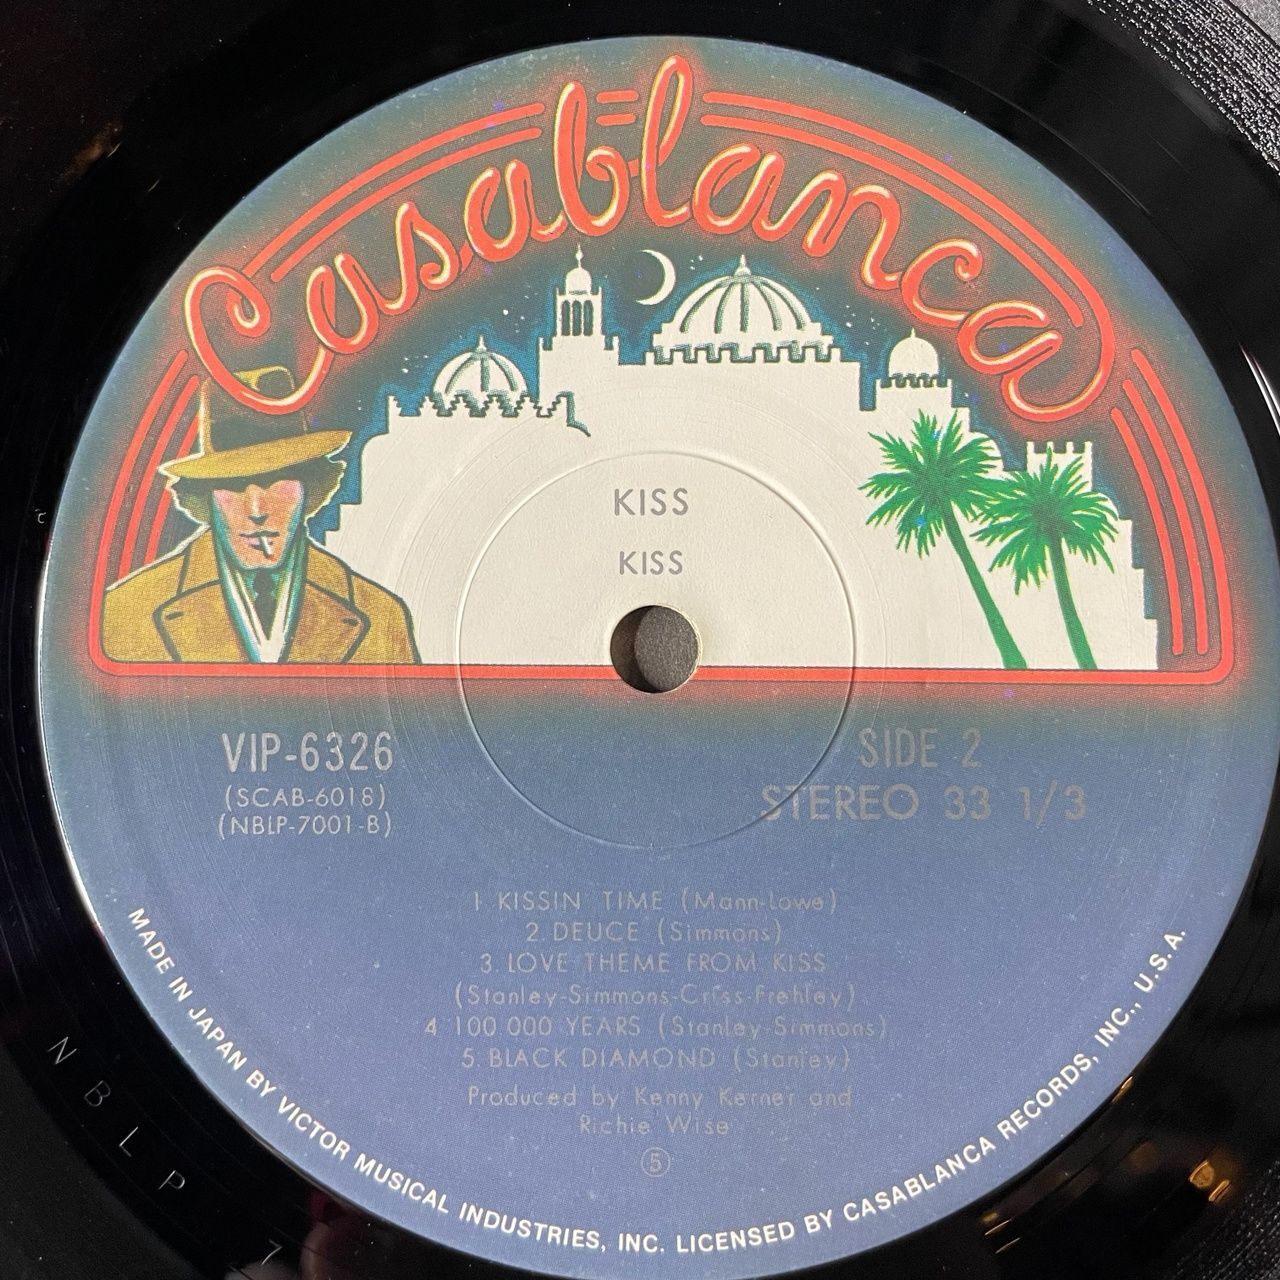 Casablanca
KISS
KISS
VIP-6326
(SCAB-6018)
(NBLP-7001-B)
SIDE 2
STEREO 33 1/3
1 KISSIN' TIME (Mann-Lowe)
2. DEUCE (Simmons)
3. LOVE THEME FROM KISS
(Stanley-Simmons-Criss-Frehley)
4 100.000 YEARS (Stanley-Simmons)
5. BLACK DIAMOND (Stanley)
Produced by Kenny Kerner and
Richie Wise
⑤
MADE IN JAPAN BY VICTOR MUSICAL INDUSTRIES, INC. LICENSED BY CASABLANCA RECORDS, INC., U.S.A.
NBLP 7